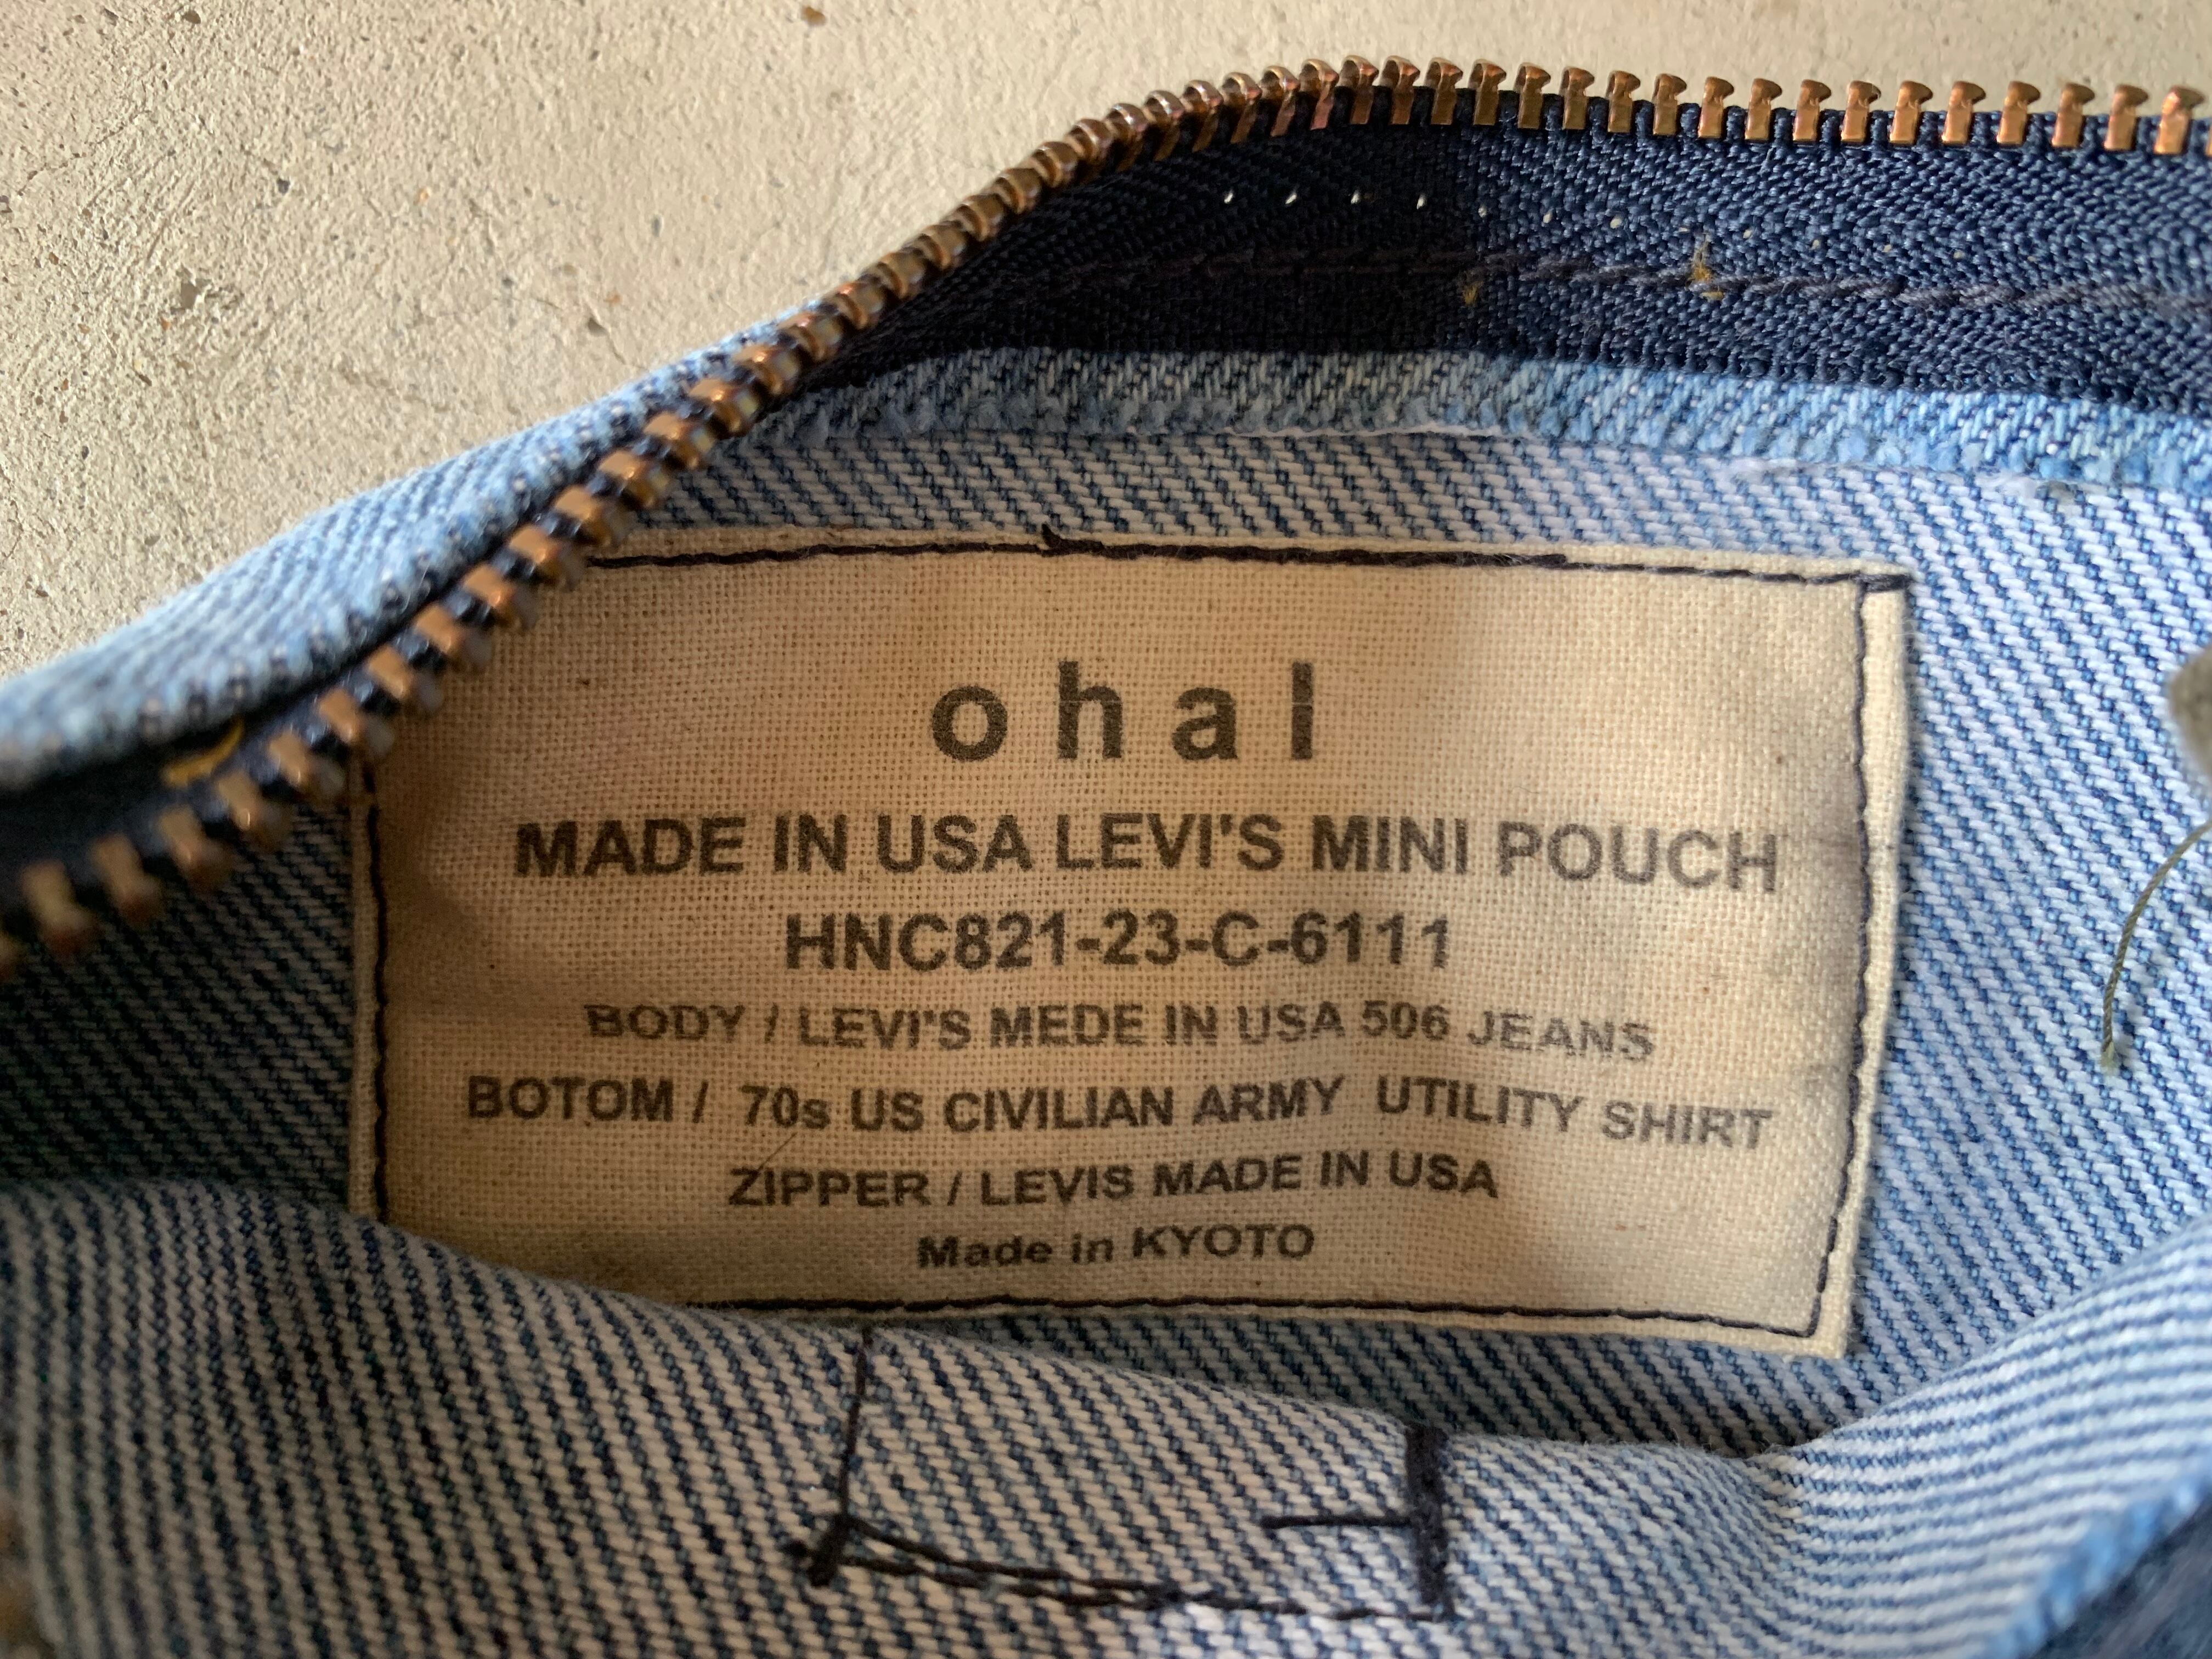 ohal
MADE IN USA LEVI'S MINI POUCH
HNC821-23-C-6111
BODY / LEVI'S MEDE IN USA 506 JEANS
BOTOM / 70s US CIVILIAN ARMY UTILITY SHIRT
ZIPPER / LEVIS MADE IN USA
Made in KYOTO